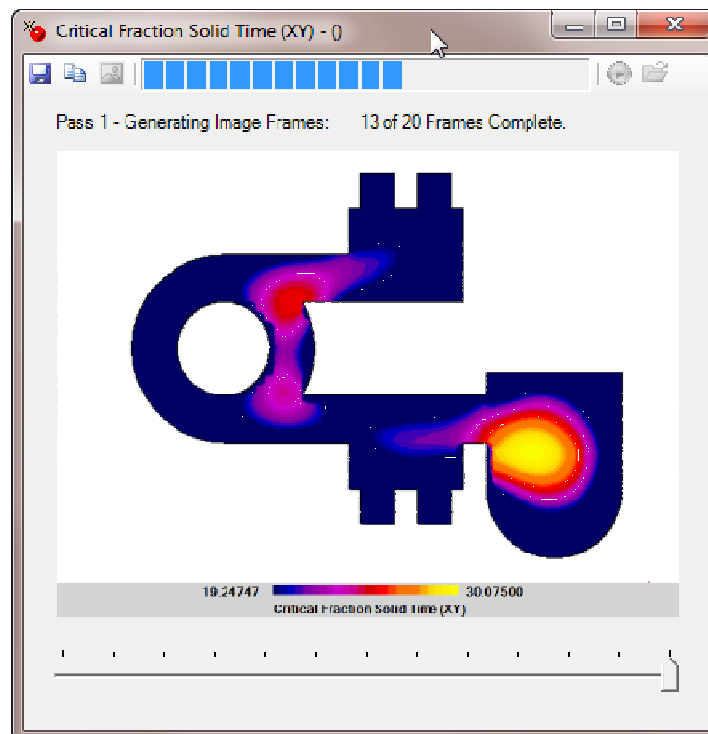 Critical Fraction Solid Time (XY) - ()
Pass 1 - Generating Image Frames: 13 of 20 Frames Complete.
19.24747 30.07500
Critical Fraction Solid Time (XY)